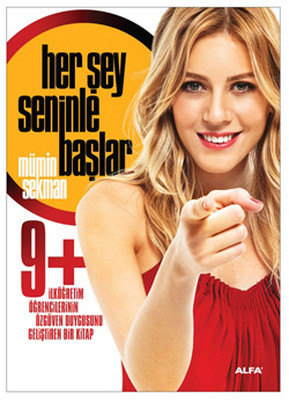 her şey
seninle
başlar
mümin
sekman
9+
İLKÖĞRETİM
ÖĞRENCİLERİNİN
ÖZGÜVEN DUYGUSUNU
GELİŞTİREN BİR KİTAP
ALFA